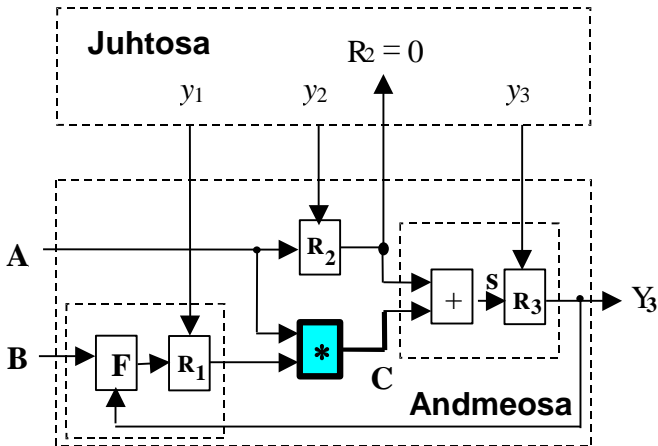 Juhtosa
R2 = 0
y1
y2
y3
A
R2
+
s
R3
Y3
B
F
R1
*
C
Andmeosa